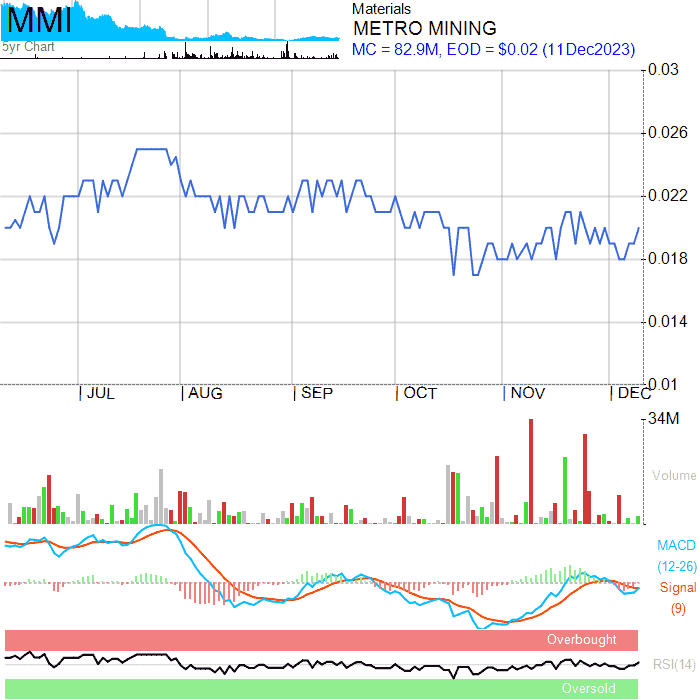 MMI
5yr Chart
Materials
METRO MINING
MC = 82.9M, EOD = $0.02 (11Dec2023)
0.03
0.026
0.022
0.018
0.014
0.01
JUL AUG SEP OCT NOV DEC
34M
Volume
MACD
(12-26)
Signal
(9)
Overbought
RSI(14)
Oversold